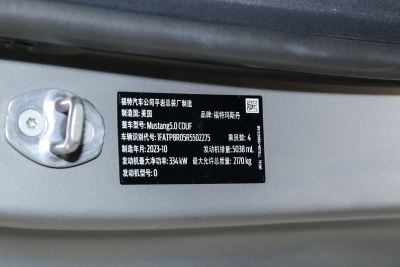 福特汽车公司平岩总装厂制造
制造国: 美国 品牌: 福特玛斯丹
整车型号: Mustang5.0 CDUF
车辆识别代号: 1FATP8R05R5502275 乘员数: 4
制造年月: 2023-10 发动机排量: 5038 mL
发动机最大净功率: 334 kW 最大允许总质量: 2170 kg
发动机型号: 0